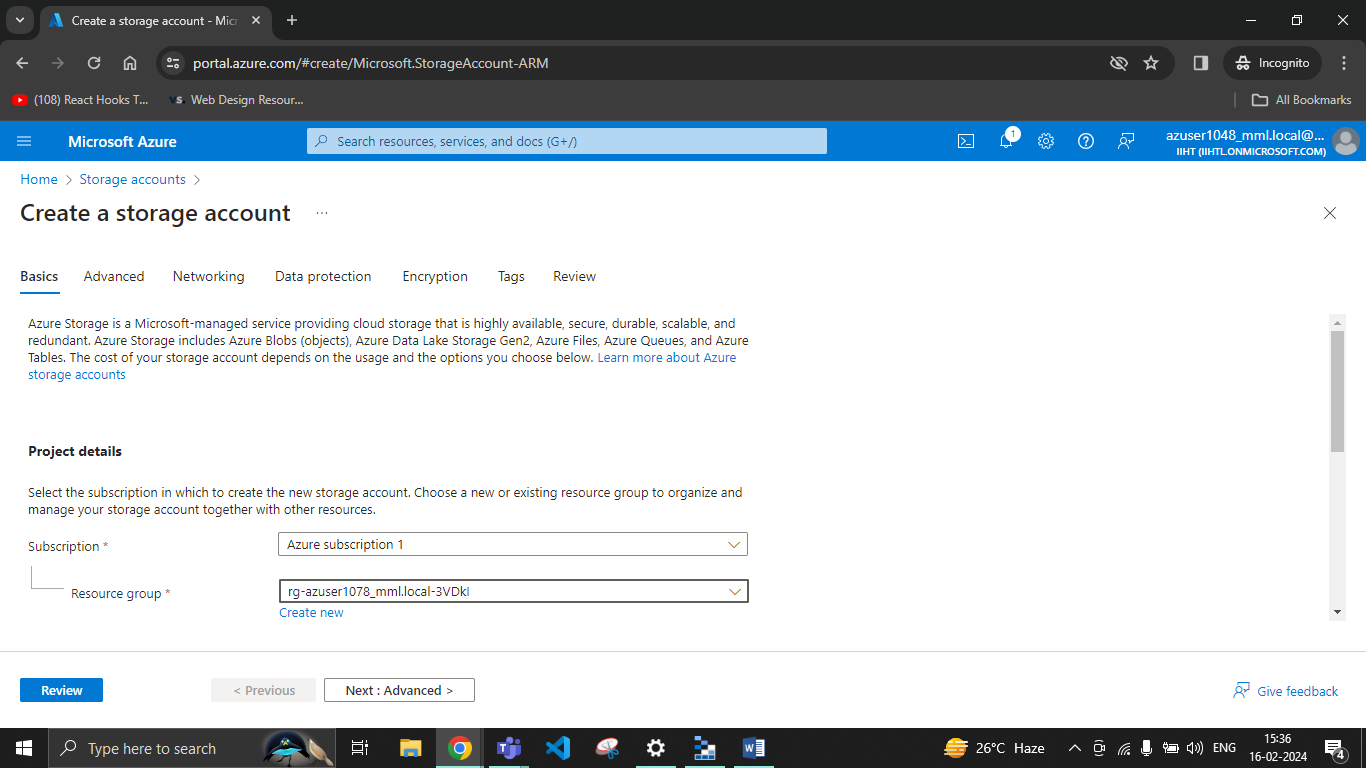 Create a storage account - Micr
portal.azure.com/#create/Microsoft.StorageAccount-ARM
Incognito
(108) React Hooks T...
VS.
Web Design Resour...
All Bookmarks
Microsoft Azure
Search resources, services, and docs (G+/)
1
azuser1048_mml.local@...
IIHT (IIHTL.ONMICROSOFT.COM)
Home > Storage accounts >
Create a storage account ...
Basics Advanced Networking Data protection Encryption Tags Review
Azure Storage is a Microsoft-managed service providing cloud storage that is highly available, secure, durable, scalable, and
redundant. Azure Storage includes Azure Blobs (objects), Azure Data Lake Storage Gen2, Azure Files, Azure Queues, and Azure
Tables. The cost of your storage account depends on the usage and the options you choose below. Learn more about Azure
storage accounts
Project details
Select the subscription in which to create the new storage account. Choose a new or existing resource group to organize and
manage your storage account together with other resources.
Subscription *
Azure subscription 1
Resource group *
rg-azuser1078_mml.local-3VDkI
Create new
Review
< Previous
Next : Advanced >
Give feedback
Type here to search
26°C Haze
ENG
15:36
16-02-2024
4